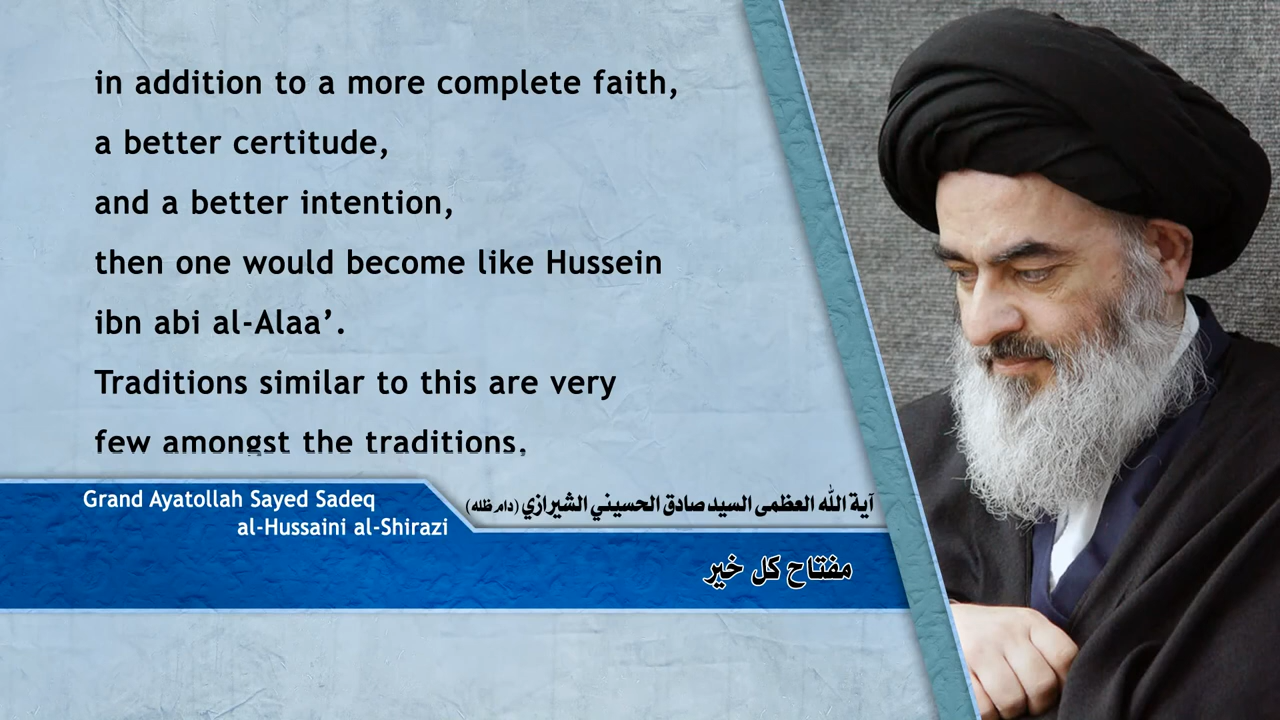 in addition to a more complete faith,
a better certitude,
and a better intention,
then one would become like Hussein
ibn abi al-Alaa’.
Traditions similar to this are very
few amongst the traditions,
Grand Ayatollah Sayed Sadeq
al-Hussaini al-Shirazi
آية الله العظمى السيد صادق الحسيني الشيرازي (دام ظله)
مفتاح كل خير